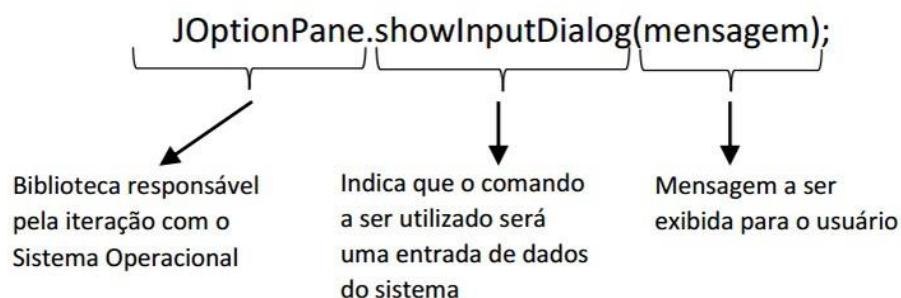 JOptionPane.showInputDialog(mensagem);
Biblioteca responsável
pela iteração com o
Sistema Operacional
Indica que o comando
a ser utilizado será
uma entrada de dados
do sistema
Mensagem a ser
exibida para o usuário